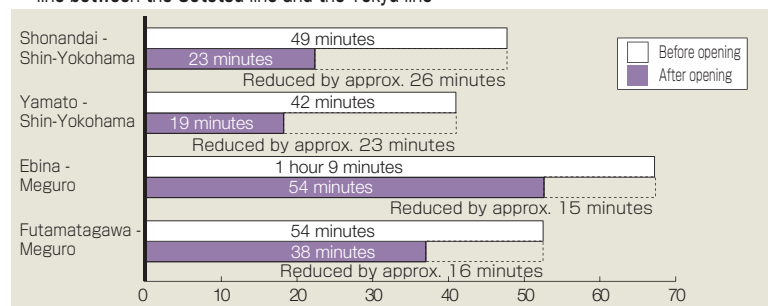 line between the Sotetsu line and the Tokyu line
Shonandai -
Shin-Yokohama
49 minutes
23 minutes
Reduced by approx. 26 minutes
Yamato -
Shin-Yokohama
42 minutes
19 minutes
Reduced by approx. 23 minutes
Ebina -
Meguro
1 hour 9 minutes
54 minutes
Reduced by approx. 15 minutes
Futamatagawa -
Meguro
54 minutes
38 minutes
Reduced by approx. 16 minutes
Before opening
After opening
0 10 20 30 40 50 60 70